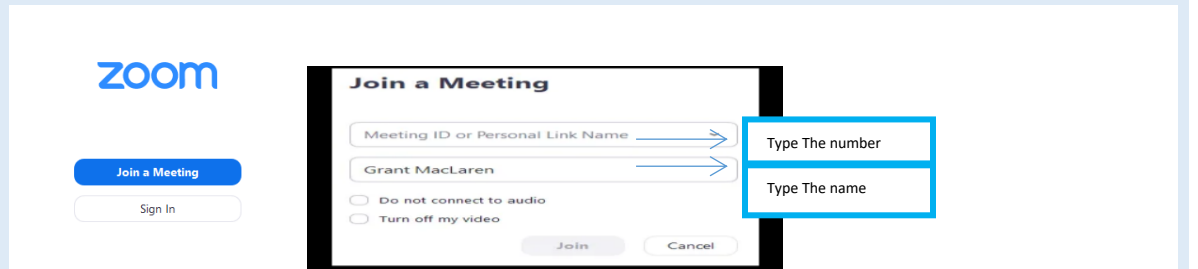 zoom
Join a Meeting
Sign In
Join a Meeting
Meeting ID or Personal Link Name
Grant MacLaren
Do not connect to audio
Turn off my video
Join
Cancel
Type The number
Type The name